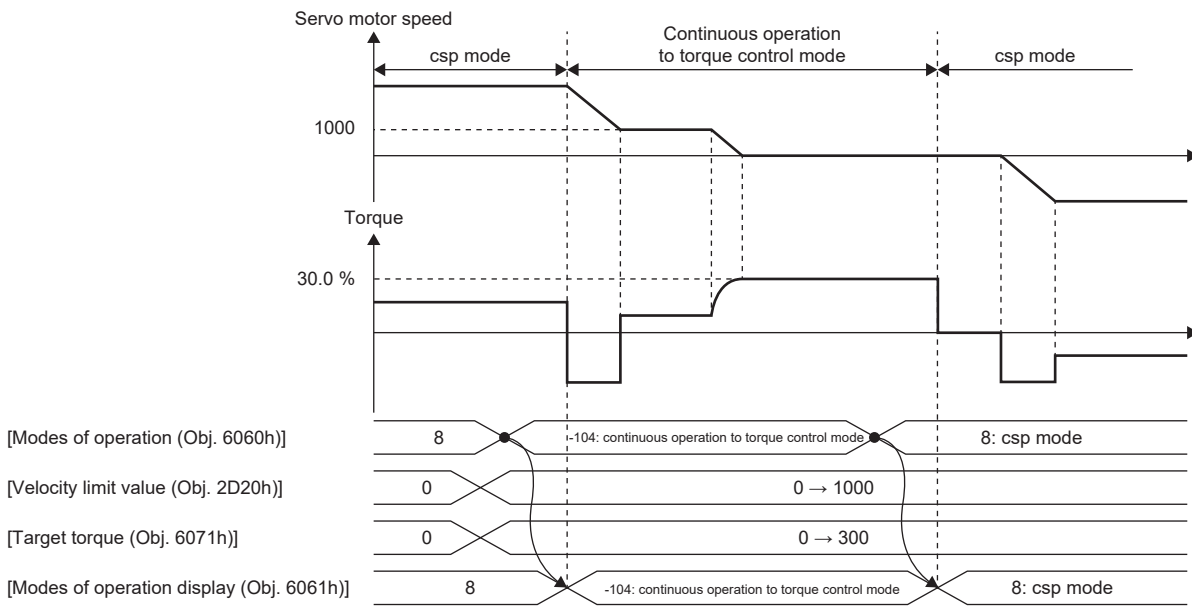 Servo motor speed
Continuous operation
to torque control mode
csp mode
csp mode
1000
Torque
30.0 %
[Modes of operation (Obj. 6060h)]
8
-104: continuous operation to torque control mode
8: csp mode
[Velocity limit value (Obj. 2D20h)]
0
0 → 1000
[Target torque (Obj. 6071h)]
0
0 → 300
[Modes of operation display (Obj. 6061h)]
8
-104: continuous operation to torque control mode
8: csp mode